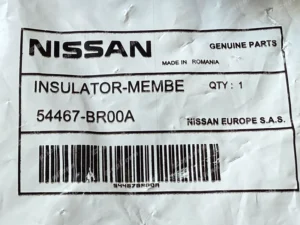 NISSAN
GENUINE PARTS
MADE IN ROMANIA
INSULATOR-MEMBE QTY : 1
54467-BR00A
NISSAN EUROPE S.A.S.
54467BR00A